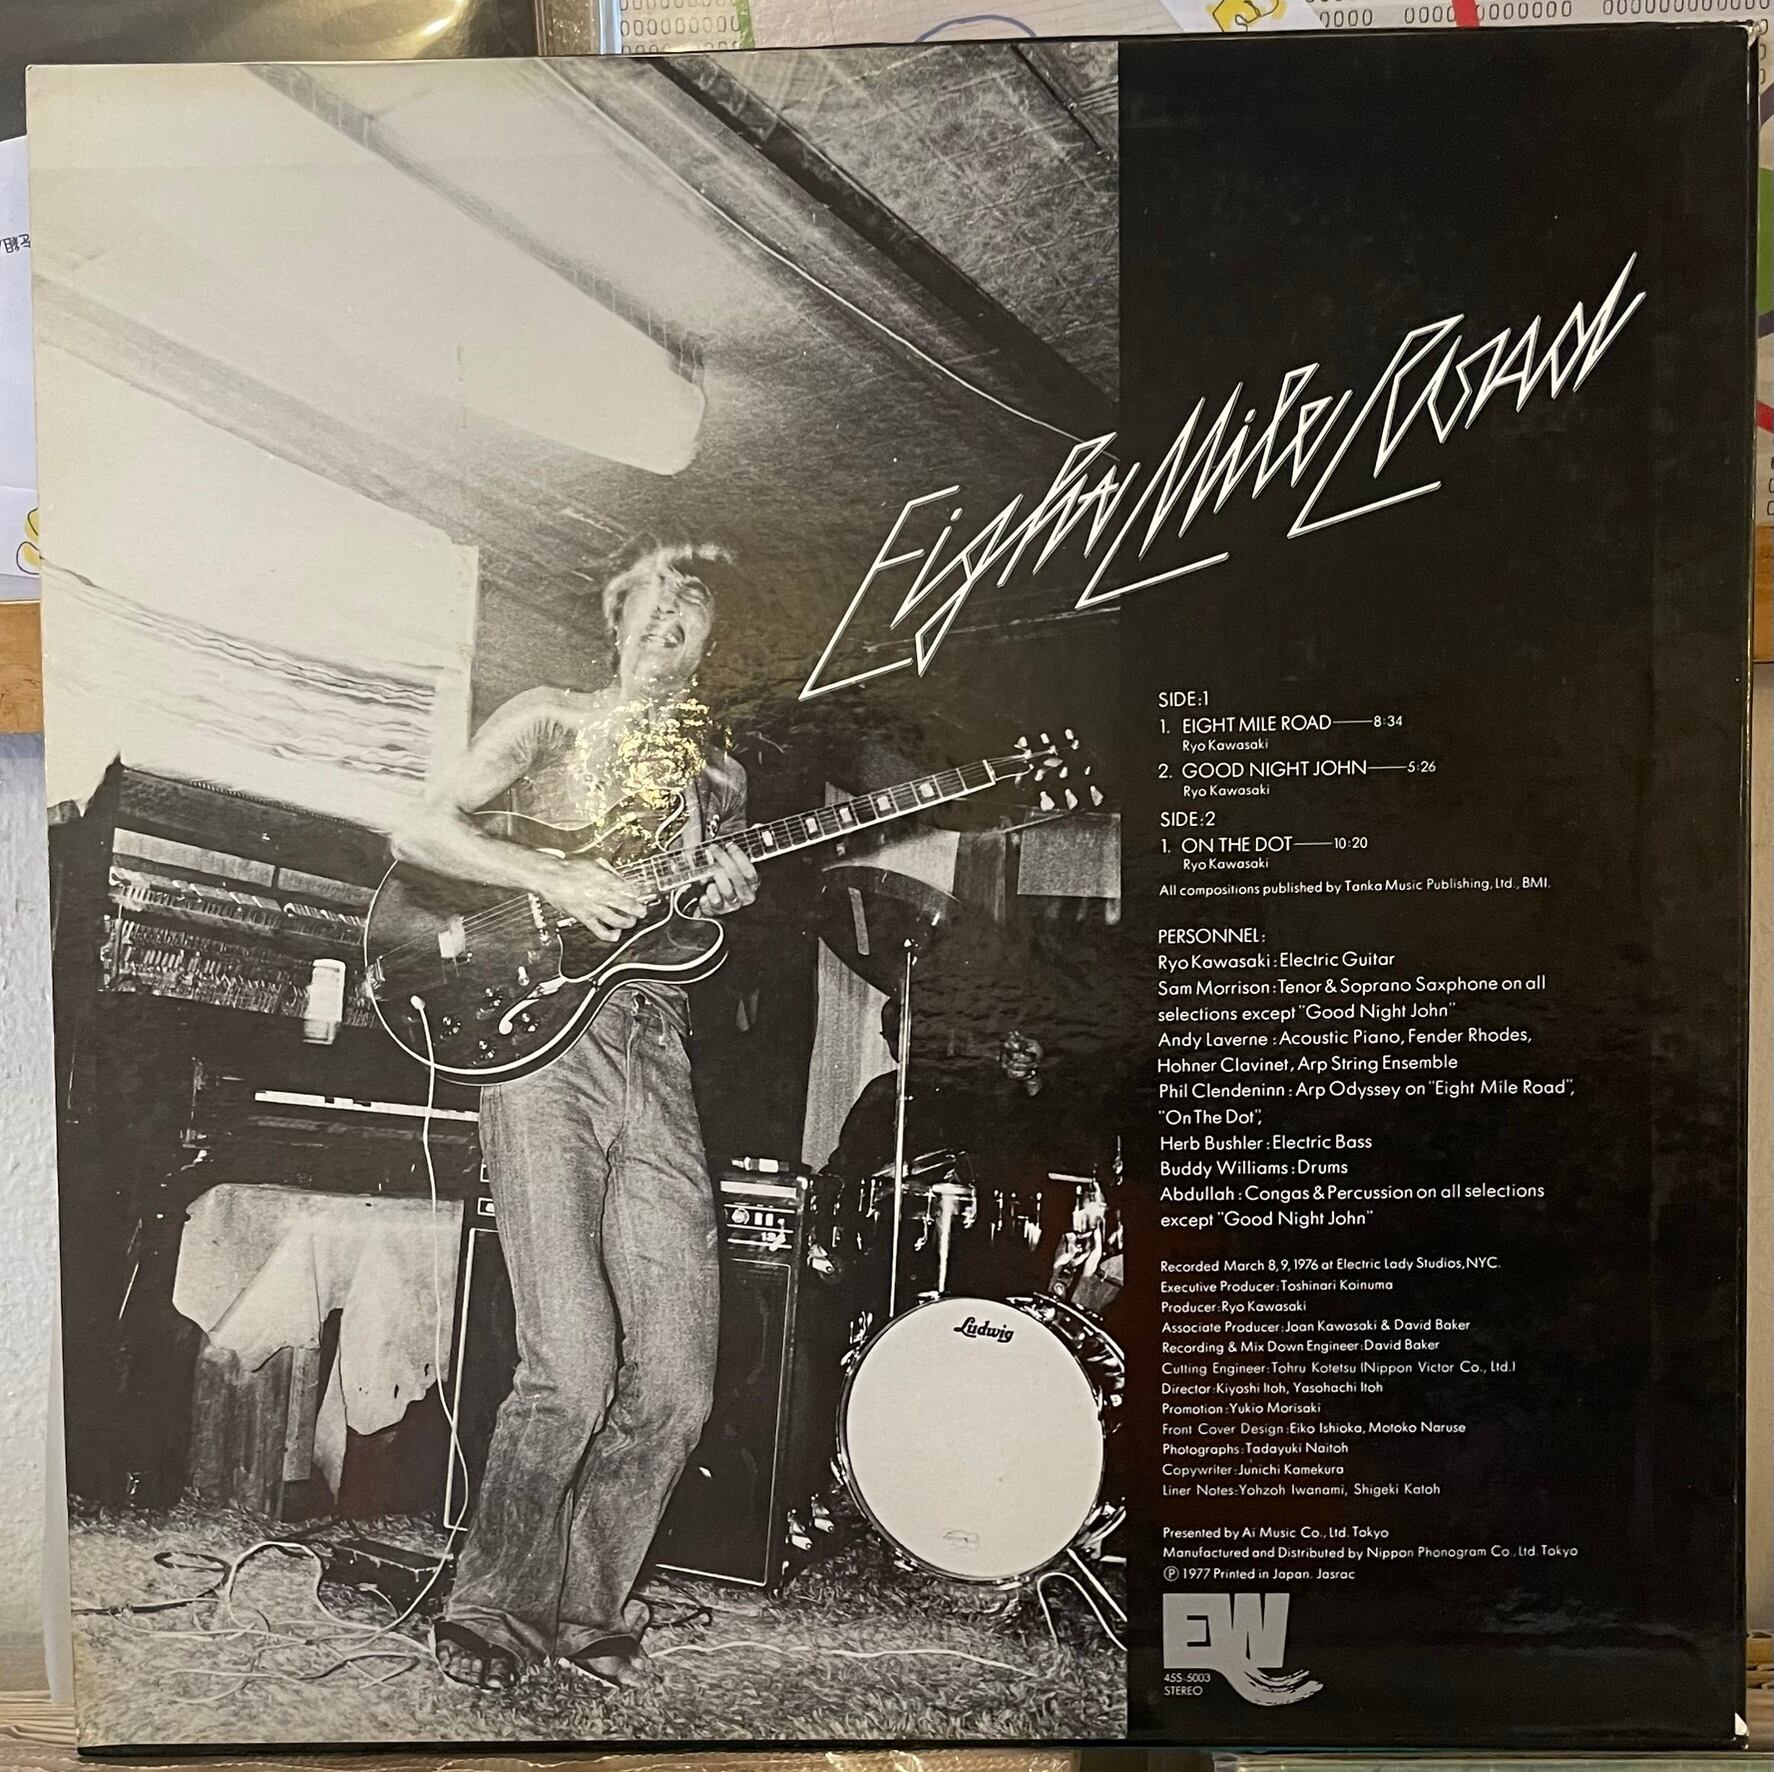 Eight Mile Road
SIDE:1
1. EIGHT MILE ROAD——8:34
Ryo Kawasaki
2. GOOD NIGHT JOHN——5:26
Ryo Kawasaki
SIDE:2
1. ON THE DOT——10:20
Ryo Kawasaki
All compositions published by Tanka Music Publishing, Ltd., BMI.
PERSONNEL:
Ryo Kawasaki : Electric Guitar
Sam Morrison : Tenor & Soprano Saxphone on all
selections except "Good Night John"
Andy Laverne : Acoustic Piano, Fender Rhodes,
Hohner Clavinet, Arp String Ensemble
Phil Clendeninn : Arp Odyssey on "Eight Mile Road",
"On The Dot",
Herb Bushler : Electric Bass
Buddy Williams : Drums
Abdullah : Congas & Percussion on all selections
except "Good Night John"
Recorded March 8, 9, 1976 at Electric Lady Studios, NYC.
Executive Producer: Toshinari Koinuma
Producer: Ryo Kawasaki
Associate Producer: Joan Kawasaki & David Baker
Recording & Mix Down Engineer: David Baker
Cutting Engineer: Tohru Kotetsu (Nippon Victor Co., Ltd.)
Director: Kiyoshi Itoh, Yasohachi Itoh
Promotion: Yukio Morisaki
Front Cover Design: Eiko Ishioka, Motoko Naruse
Photographs: Tadayuki Naitoh
Copywriter: Junichi Kamekura
Liner Notes: Yohzoh Iwanami, Shigeki Katoh
Presented by Ai Music Co., Ltd. Tokyo
Manufactured and Distributed by Nippon Phonogram Co., Ltd. Tokyo
℗ 1977 Printed in Japan. Jasrac
EW
45S-5003
STEREO
Ludwig